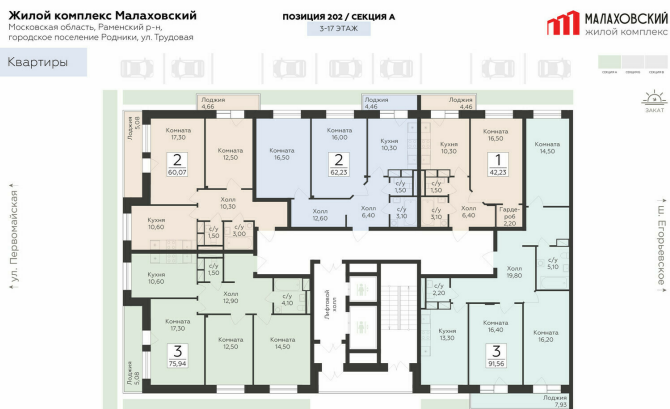 Жилой комплекс Малаховский
Московская область, Раменский р-н,
городское поселение Родники, ул. Трудовая
ПОЗИЦИЯ 202 / СЕКЦИЯ А
3-17 ЭТАЖ
МАЛАХОВСКИЙ
ЖИЛОЙ КОМПЛЕКС
Квартиры
ЗАКАТ
ул. Первомайская
ш. Егорьевское
Лоджия
5,08
Лоджия
4,66
Комната
17,30
Комната
12,50
2
60,07
Холл
10,30
Кухня
10,60
с/у
1,50
с/у
3,00
Комната
16,50
Комната
16,00
Лоджия
4,46
Кухня
10,30
2
62,23
с/у
1,50
Холл
12,60
Холл
6,40
с/у
3,10
Лоджия
4,46
Кухня
10,30
Комната
16,50
1
42,23
с/у
1,50
с/у
3,10
Холл
6,40
Гарде-
роб
2,20
Комната
14,50
с/у
5,10
Холл
19,80
с/у
2,20
Кухня
13,30
Комната
16,40
3
91,56
Комната
16,20
Лоджия
7,93
Кухня
10,60
с/у
1,50
Холл
12,90
с/у
4,10
Комната
17,30
3
75,94
Комната
12,50
Комната
14,50
Лоджия
5,08
Лифтовой
холл